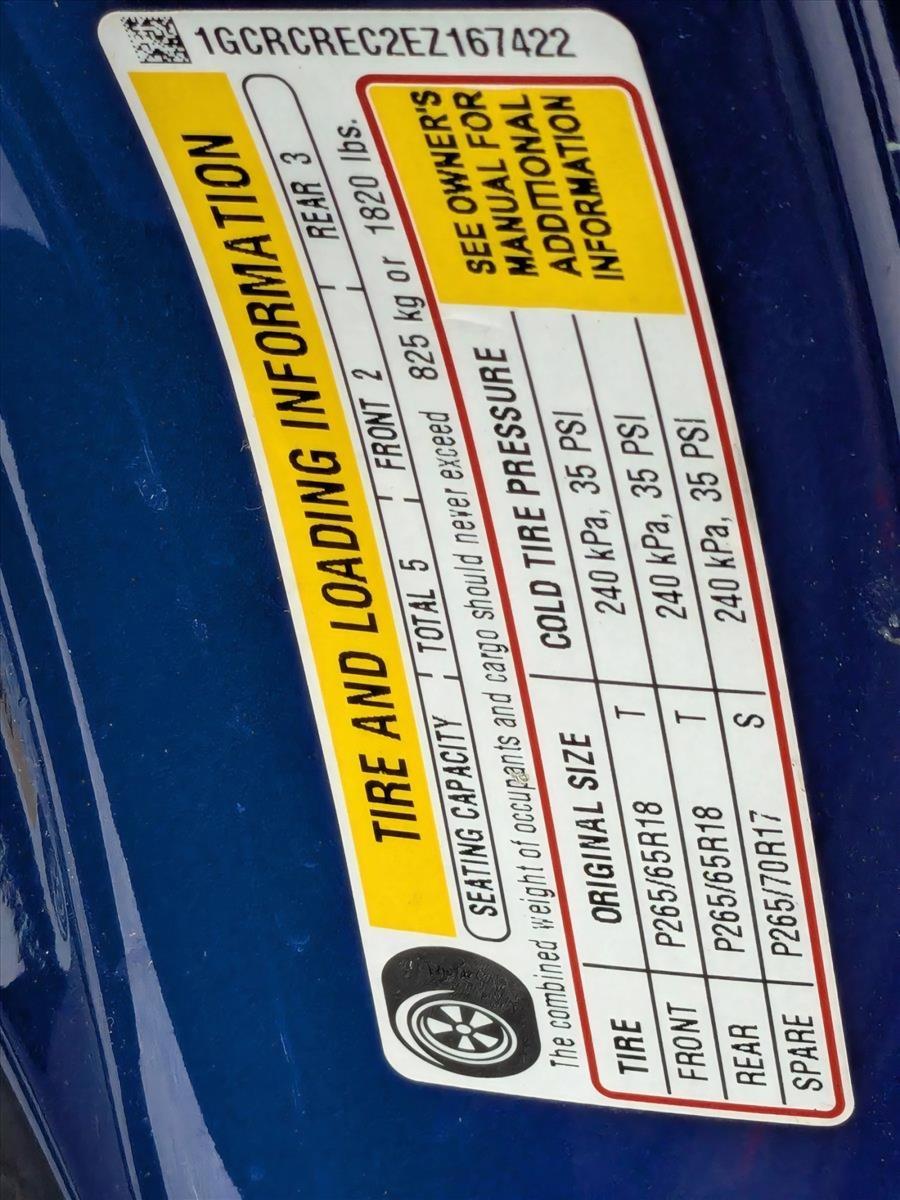 1GCRCREC2EZ167422
TIRE AND LOADING INFORMATION
SEATING CAPACITY TOTAL 5 FRONT 2 REAR 3
The combined weight of occupants and cargo should never exceed 825 kg or 1820 lbs.
TIRE ORIGINAL SIZE COLD TIRE PRESSURE
FRONT P265/65R18 T 240 kPa, 35 PSI
REAR P265/65R18 T 240 kPa, 35 PSI
SPARE P265/70R17 S 240 kPa, 35 PSI
SEE OWNER'S
MANUAL FOR
ADDITIONAL
INFORMATION